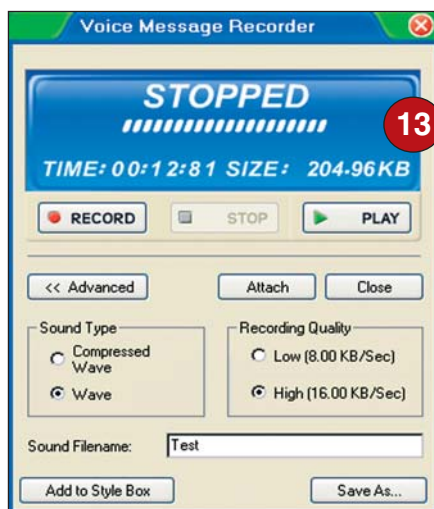 Voice Message Recorder
STOPPED
13
TIME: 00:12:81 SIZE: 204.96KB
RECORD STOP PLAY
<< Advanced Attach Close
Sound Type
Compressed
Wave
Wave
Recording Quality
Low (8.00 KB/Sec)
High (16.00 KB/Sec)
Sound Filename: Test
Add to Style Box Save As...